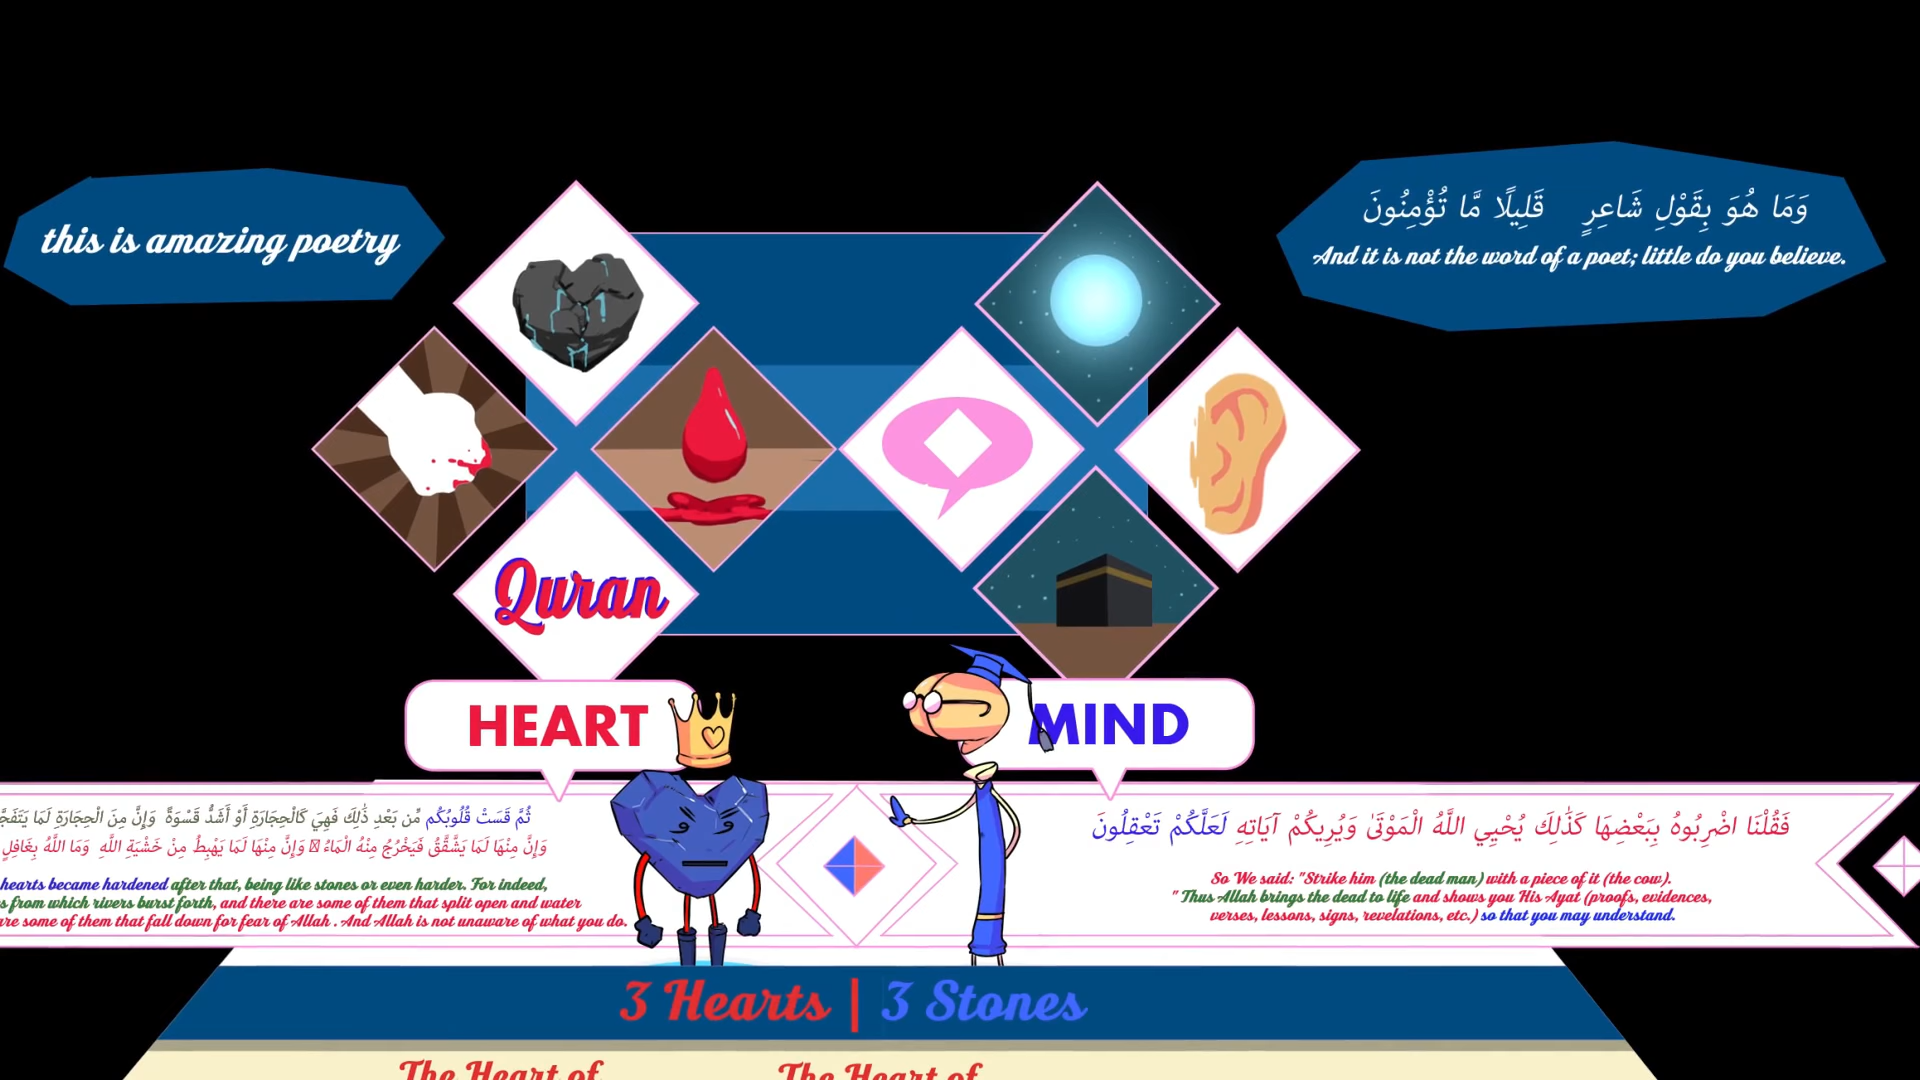 this is amazing poetry
وَمَا هُوَ بِقَوْلِ شَاعِرٍ قَلِيلًا مَّا تُؤْمِنُونَ
And it is not the word of a poet; little do you believe.
Quran
HEART
MIND
ثُمَّ قَسَتْ قُلُوبُكُم مِّن بَعْدِ ذَٰلِكَ فَهِيَ كَالْحِجَارَةِ أَوْ أَشَدُّ قَسْوَةً وَإِنَّ مِنَ الْحِجَارَةِ لَمَا
وَإِنَّ مِنْهَا لَمَا يَشَّقَّقُ فَيَخْرُجُ مِنْهُ الْمَاءُ وَإِنَّ مِنْهَا لَمَا يَهْبِطُ مِنْ خَشْيَةِ اللَّهِ وَمَا اللَّهُ بِغَافِلٍ
hearts became hardened after that, being like stones or even harder. For indeed,
s from which rivers burst forth, and there are some of them that split open and water
are some of them that fall down for fear of Allah . And Allah is not unaware of what you do.
فَقُلْنَا اضْرِبُوهُ بِبَعْضِهَا كَذَٰلِكَ يُحْيِي اللَّهُ الْمَوْتَىٰ وَيُرِيكُمْ آيَاتِهِ لَعَلَّكُمْ تَعْقِلُونَ
So We said: "Strike him (the dead man) with a piece of it (the cow).
" Thus Allah brings the dead to life and shows you His Ayat (proofs, evidences,
verses, lessons, signs, revelations, etc.) so that you may understand.
3 Hearts | 3 Stones
The Heart of
The Heart of